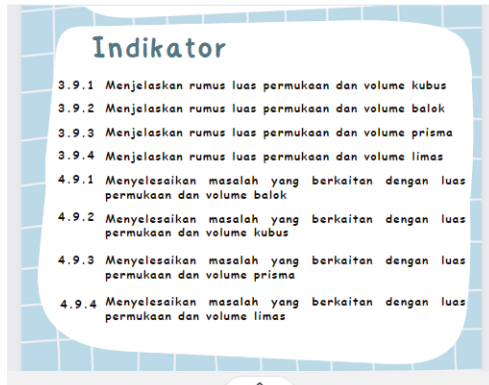 Indikator
3.9.1 Menjelaskan rumus luas permukaan dan volume kubus
3.9.2 Menjelaskan rumus luas permukaan dan volume balok
3.9.3 Menjelaskan rumus luas permukaan dan volume prisma
3.9.4 Menjelaskan rumus luas permukaan dan volume limas
4.9.1 Menyelesaikan masalah yang berkaitan dengan luas
permukaan dan volume balok
4.9.2 Menyelesaikan masalah yang berkaitan dengan luas
permukaan dan volume kubus
4.9.3 Menyelesaikan masalah yang berkaitan dengan luas
permukaan dan volume prisma
4.9.4 Menyelesaikan masalah yang berkaitan dengan luas
permukaan dan volume limas